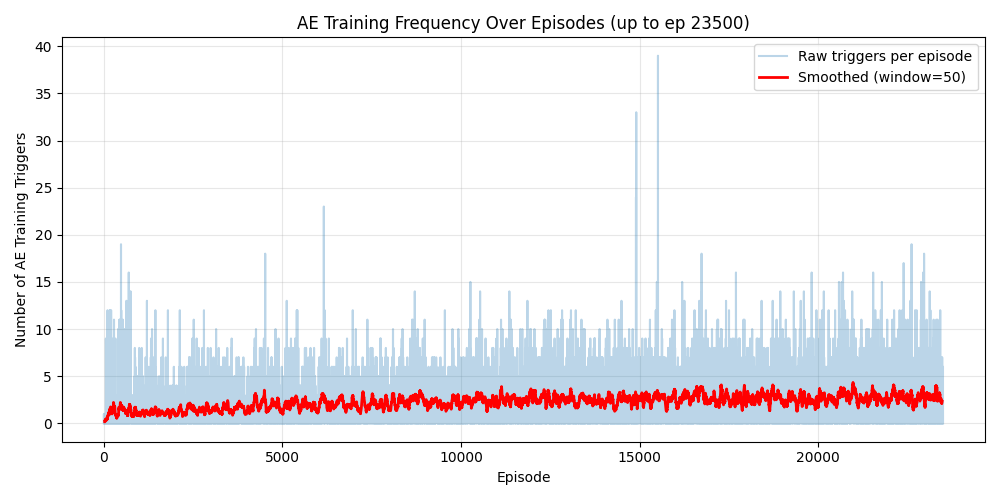 AE Training Frequency Over Episodes (up to ep 23500)
Raw triggers per episode
Smoothed (window=50)
Number of AE Training Triggers
40
35
30
25
20
15
10
5
0
0 5000 10000 15000 20000
Episode